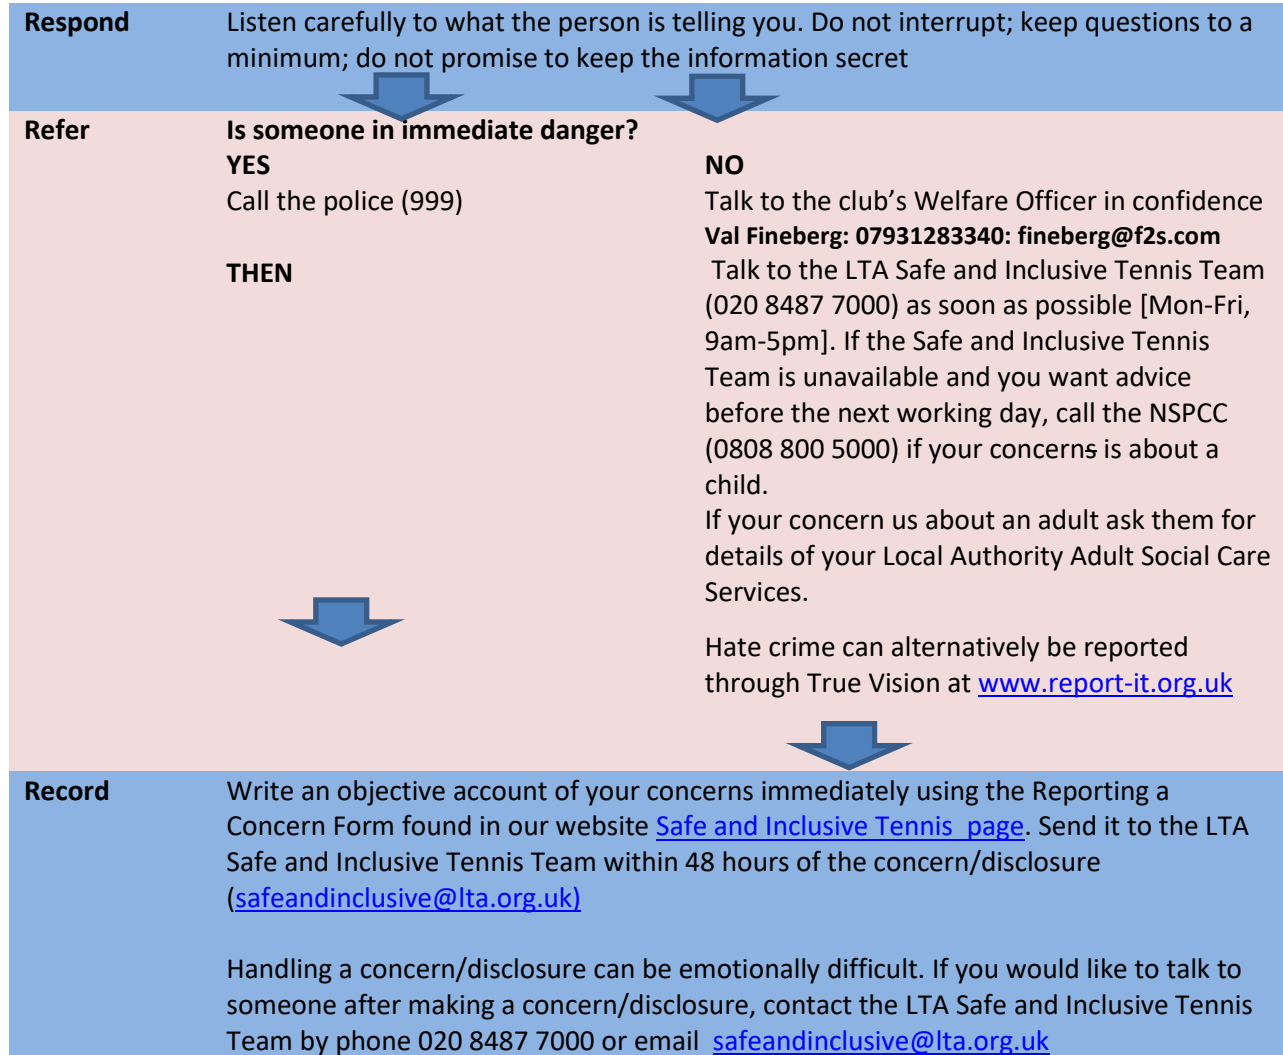 Respond
Listen carefully to what the person is telling you. Do not interrupt; keep questions to a
minimum; do not promise to keep the information secret
Refer
Is someone in immediate danger?
YES
Call the police (999)
THEN
NO
Talk to the club’s Welfare Officer in confidence
Val Fineberg: 07931283340: fineberg@f2s.com
Talk to the LTA Safe and Inclusive Tennis Team
(020 8487 7000) as soon as possible [Mon-Fri,
9am-5pm]. If the Safe and Inclusive Tennis
Team is unavailable and you want advice
before the next working day, call the NSPCC
(0808 800 5000) if your concerns is about a
child.
If your concern us about an adult ask them for
details of your Local Authority Adult Social Care
Services.
Hate crime can alternatively be reported
through True Vision at www.report-it.org.uk
Record
Write an objective account of your concerns immediately using the Reporting a
Concern Form found in our website Safe and Inclusive Tennis  page. Send it to the LTA
Safe and Inclusive Tennis Team within 48 hours of the concern/disclosure
(safeandinclusive@lta.org.uk)
Handling a concern/disclosure can be emotionally difficult. If you would like to talk to
someone after making a concern/disclosure, contact the LTA Safe and Inclusive Tennis
Team by phone 020 8487 7000 or email  safeandinclusive@lta.org.uk